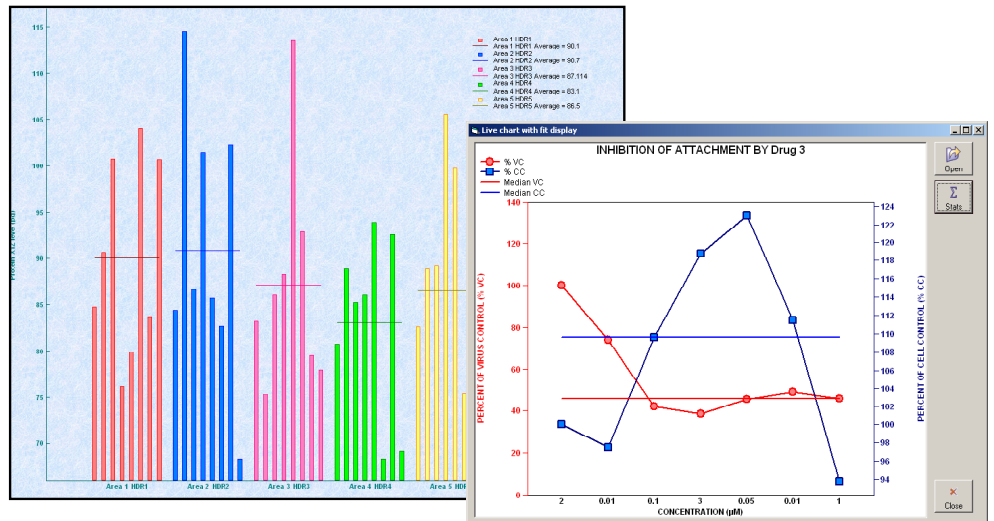 115
110
105
100
95
90
85
80
75
70
Area 1 HDR1
Area 1 HDR1 Average = 90.1
Area 2 HDR2
Area 2 HDR2 Average = 90.7
Area 3 HDR3
Area 3 HDR3 Average = 87.114
Area 4 HDR4
Area 4 HDR4 Average = 83.1
Area 5 HDR5
Area 5 HDR5 Average = 86.5
Area 1 HDR1
Area 2 HDR2
Area 3 HDR3
Area 4 HDR4
Area 5 HDR
Live chart with fit display
INHIBITION OF ATTACHMENT BY Drug 3
% VC
% CC
Median VC
Median CC
140
120
100
80
60
40
20
0
PERCENT OF VIRUS CONTROL (% VC)
124
122
120
118
116
114
112
110
108
106
104
102
100
98
96
94
PERCENT OF CELL CONTROL (% CC)
2 0.01 0.1 3 0.05 0.01 1
CONCENTRATION (µM)
Open
Σ
Stats
Close